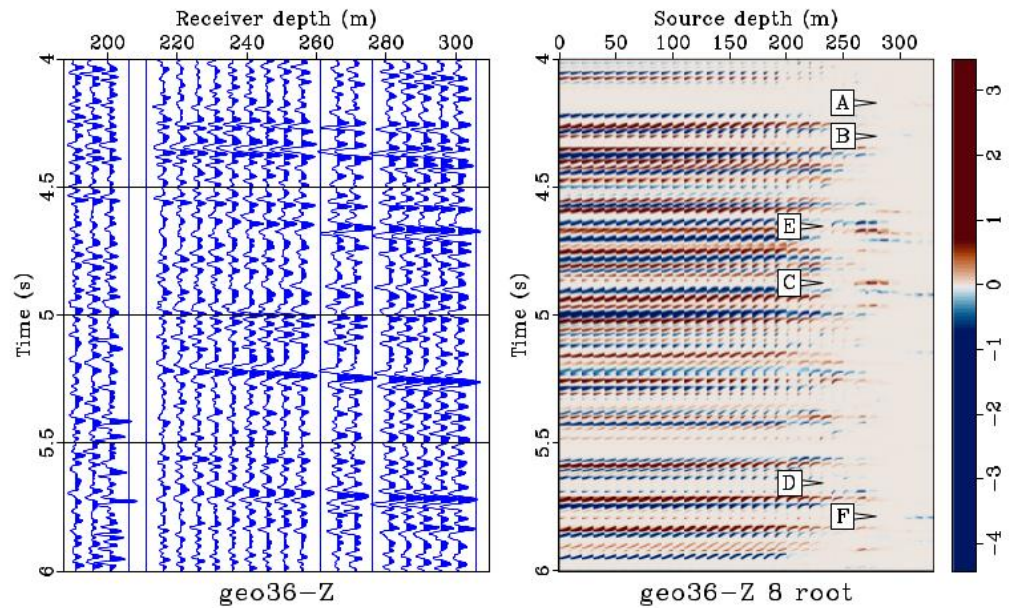 Receiver depth (m)
200 220 240 260 280 300
Time (s)
4
4.5
5
5.5
6
geo36-Z
Source depth (m)
0 50 100 150 200 250 300
Time (s)
4
4.5
5
5.5
6
A
B
E
C
D
F
geo36-Z 8 root
3
2
1
0
-1
-2
-3
-4